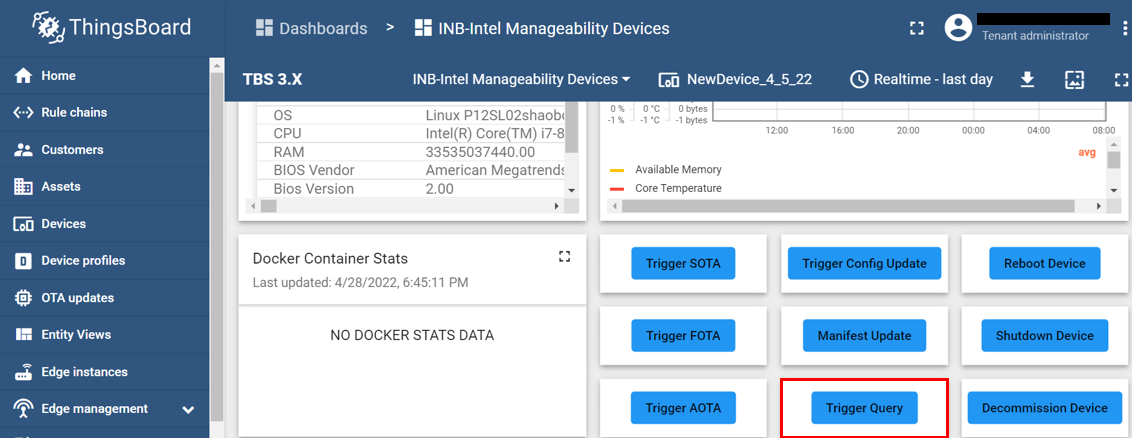 ThingsBoard
Dashboards > INB-Intel Manageability Devices
Tenant administrator
Home
Rule chains
Customers
Assets
Devices
Device profiles
OTA updates
Entity Views
Edge instances
Edge management
TBS 3.X
INB-Intel Manageability Devices
NewDevice_4_5_22
Realtime - last day
OS Linux P12SL02shaobo
CPU Intel(R) Core(TM) i7-8
RAM 33535037440.00
BIOS Vendor American Megatrends
Bios Version 2.00
0 % 0 °C 0 bytes
-1 % -1 °C -1 bytes
12:00 16:00 20:00 00:00 04:00 08:00
avg
Available Memory
Core Temperature
Docker Container Stats
Last updated: 4/28/2022, 6:45:11 PM
NO DOCKER STATS DATA
Trigger SOTA
Trigger Config Update
Reboot Device
Trigger FOTA
Manifest Update
Shutdown Device
Trigger AOTA
Trigger Query
Decommission Device